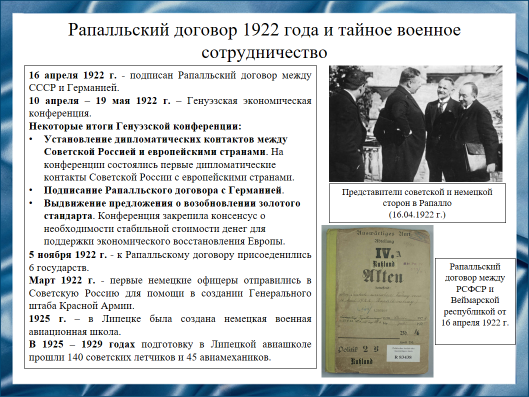 Рапалльский договор 1922 года и тайное военное
сотрудничество
16 апреля 1922 г. - подписан Рапалльский договор между
СССР и Германией.
10 апреля – 19 мая 1922 г. – Генуэзская экономическая
конференция.
Некоторые итоги Генуэзской конференции:
• Установление дипломатических контактов между
Советской Россией и европейскими странами. На
конференции состоялись первые дипломатические
контакты Советской России с европейскими странами.
• Подписание Рапалльского договора с Германией.
• Выдвижение предложения о возобновлении золотого
стандарта. Конференция закрепила консенсус о
необходимости стабильной стоимости денег для
поддержки экономического восстановления Европы.
5 ноября 1922 г. - к Рапалльскому договору присоединились
6 государств.
Март 1922 г. - первые немецкие офицеры отправились в
Советскую Россию для помощи в создании Генерального
штаба Красной Армии.
1925 г. – в Липецке была создана немецкая военная
авиационная школа.
В 1925 – 1929 годах подготовку в Липецкой авиашколе
прошли 140 советских летчиков и 45 авиамехаников.
Представители советской и немецкой
сторон в Рапалло
(16.04.1922 г.)
IV.
Rußland
Akten
Rußland
Рапалльский
договор между
РСФСР и
Веймарской
республикой от
16 апреля 1922 г.